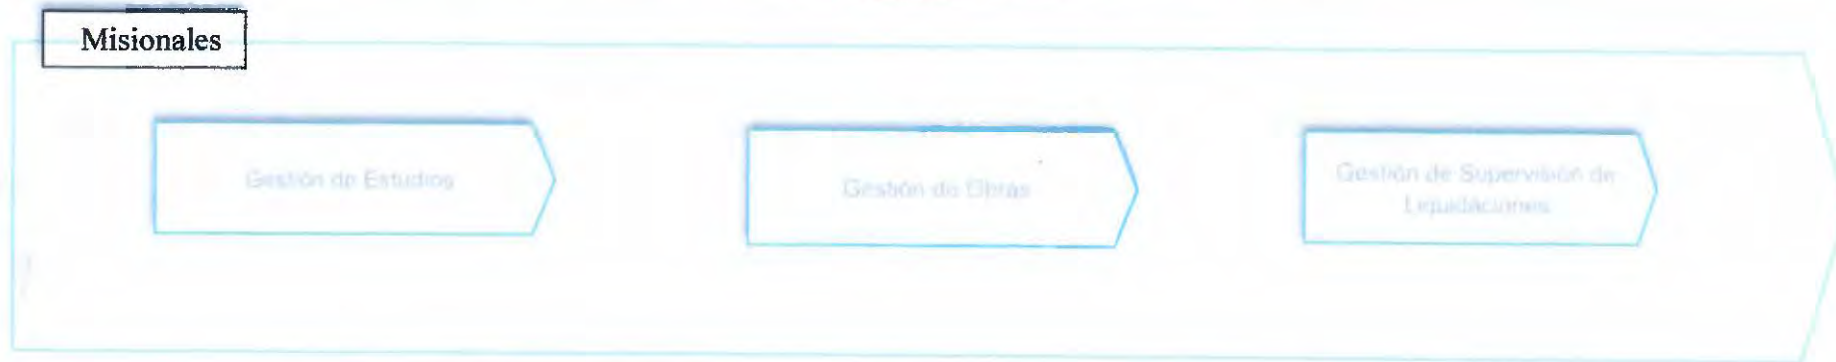 Misionales
Gestión de Estudios
Gestión de Obras
Gestión de Supervisión de
Liquidaciones